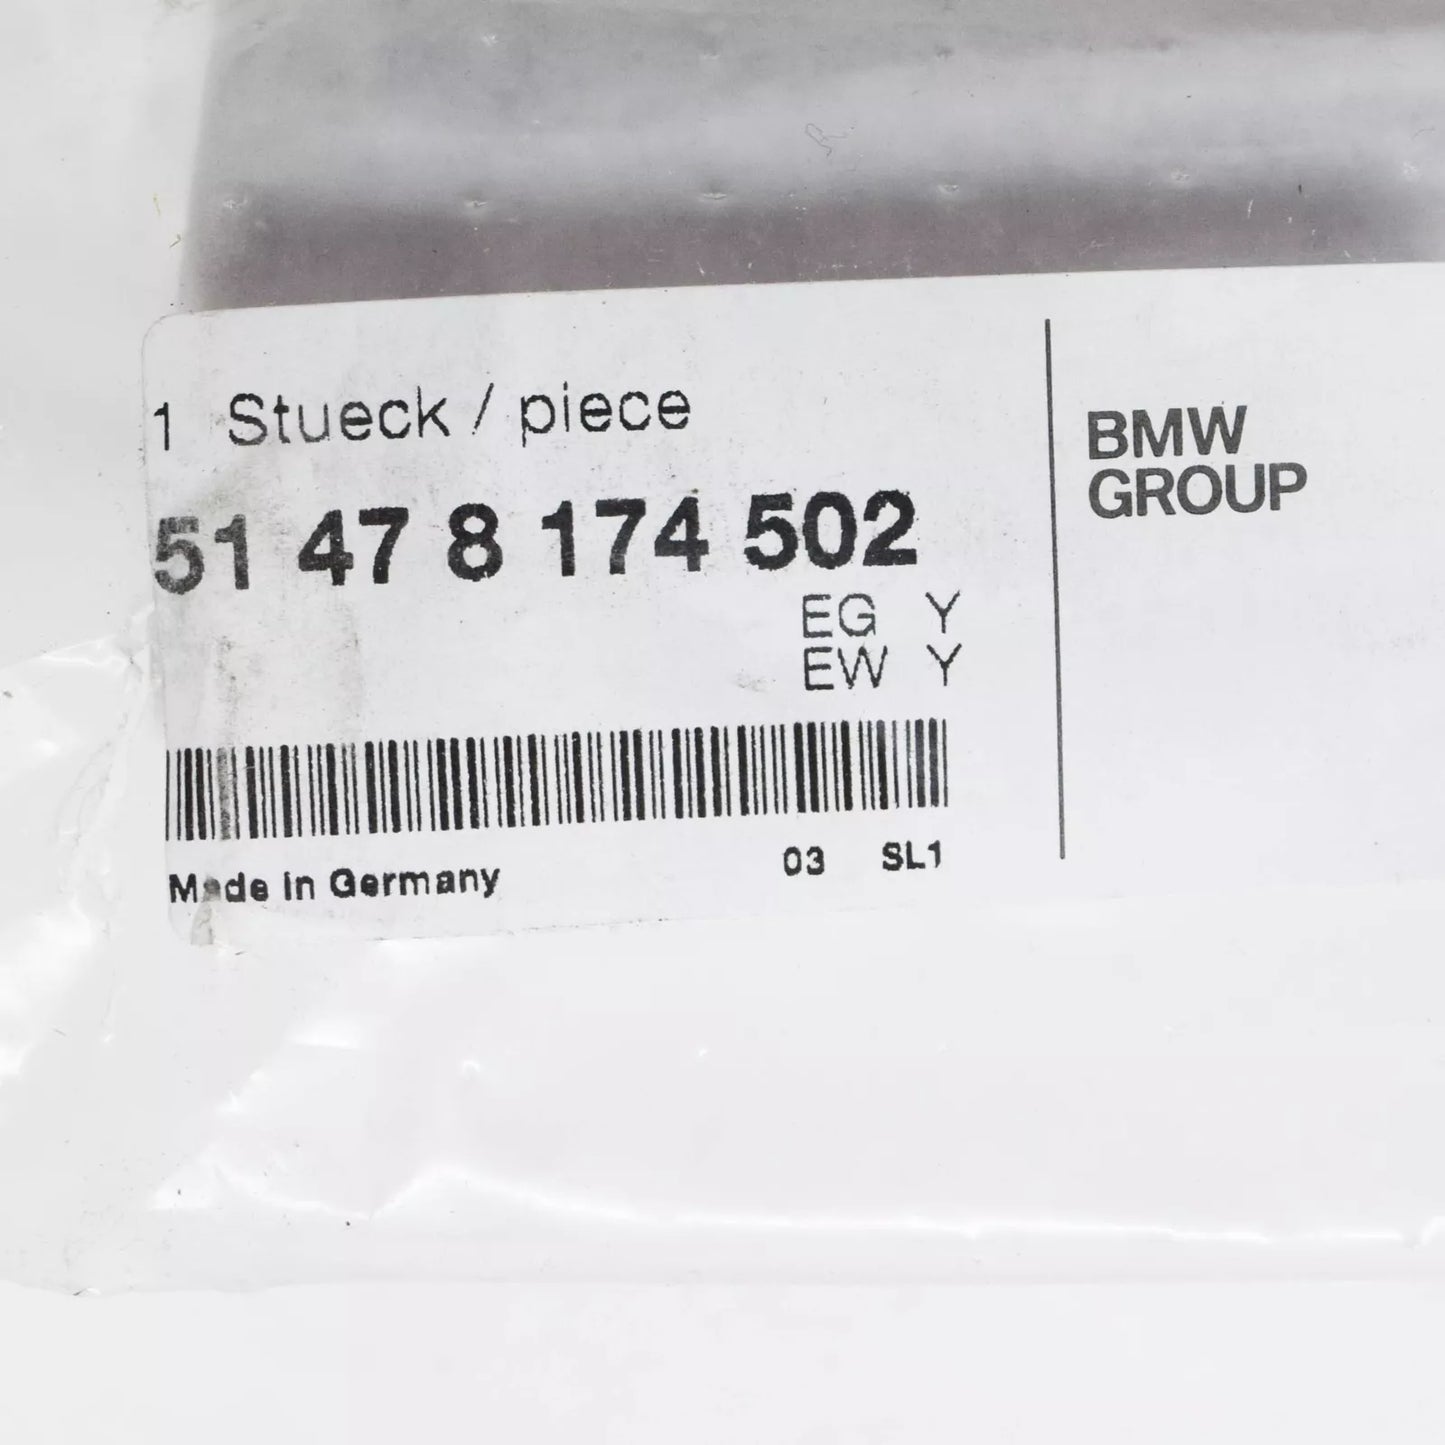 1 Stueck / piece
51 47 8 174 502
EG Y
EW Y
Made in Germany 03 SL1
BMW
GROUP